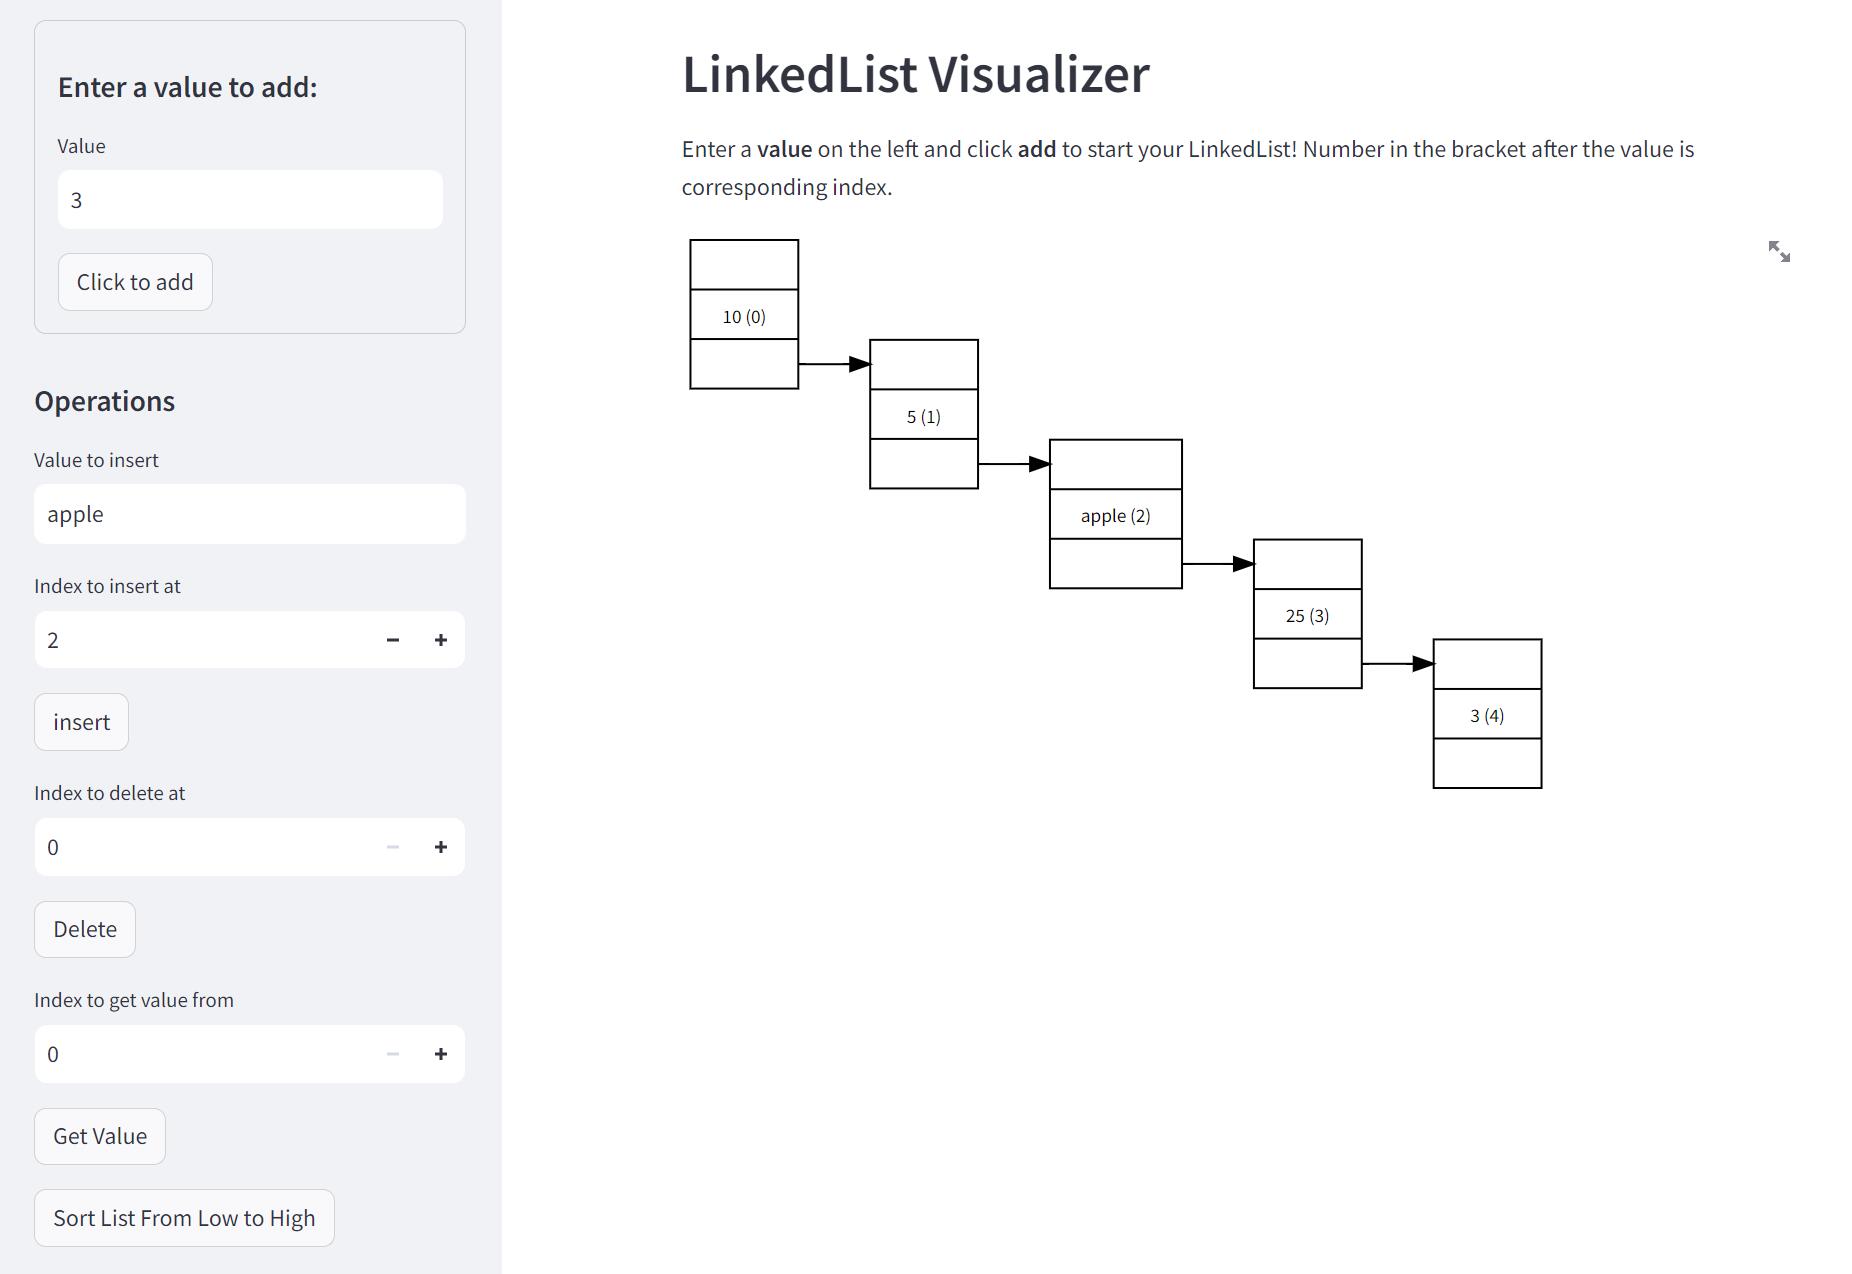 Enter a value to add:
Value
3
Click to add
Operations
Value to insert
apple
Index to insert at
2
insert
Index to delete at
0
Delete
Index to get value from
0
Get Value
Sort List From Low to High
LinkedList Visualizer
Enter a value on the left and click add to start your LinkedList! Number in the bracket after the value is
corresponding index.
10 (0)
5 (1)
apple (2)
25 (3)
3 (4)